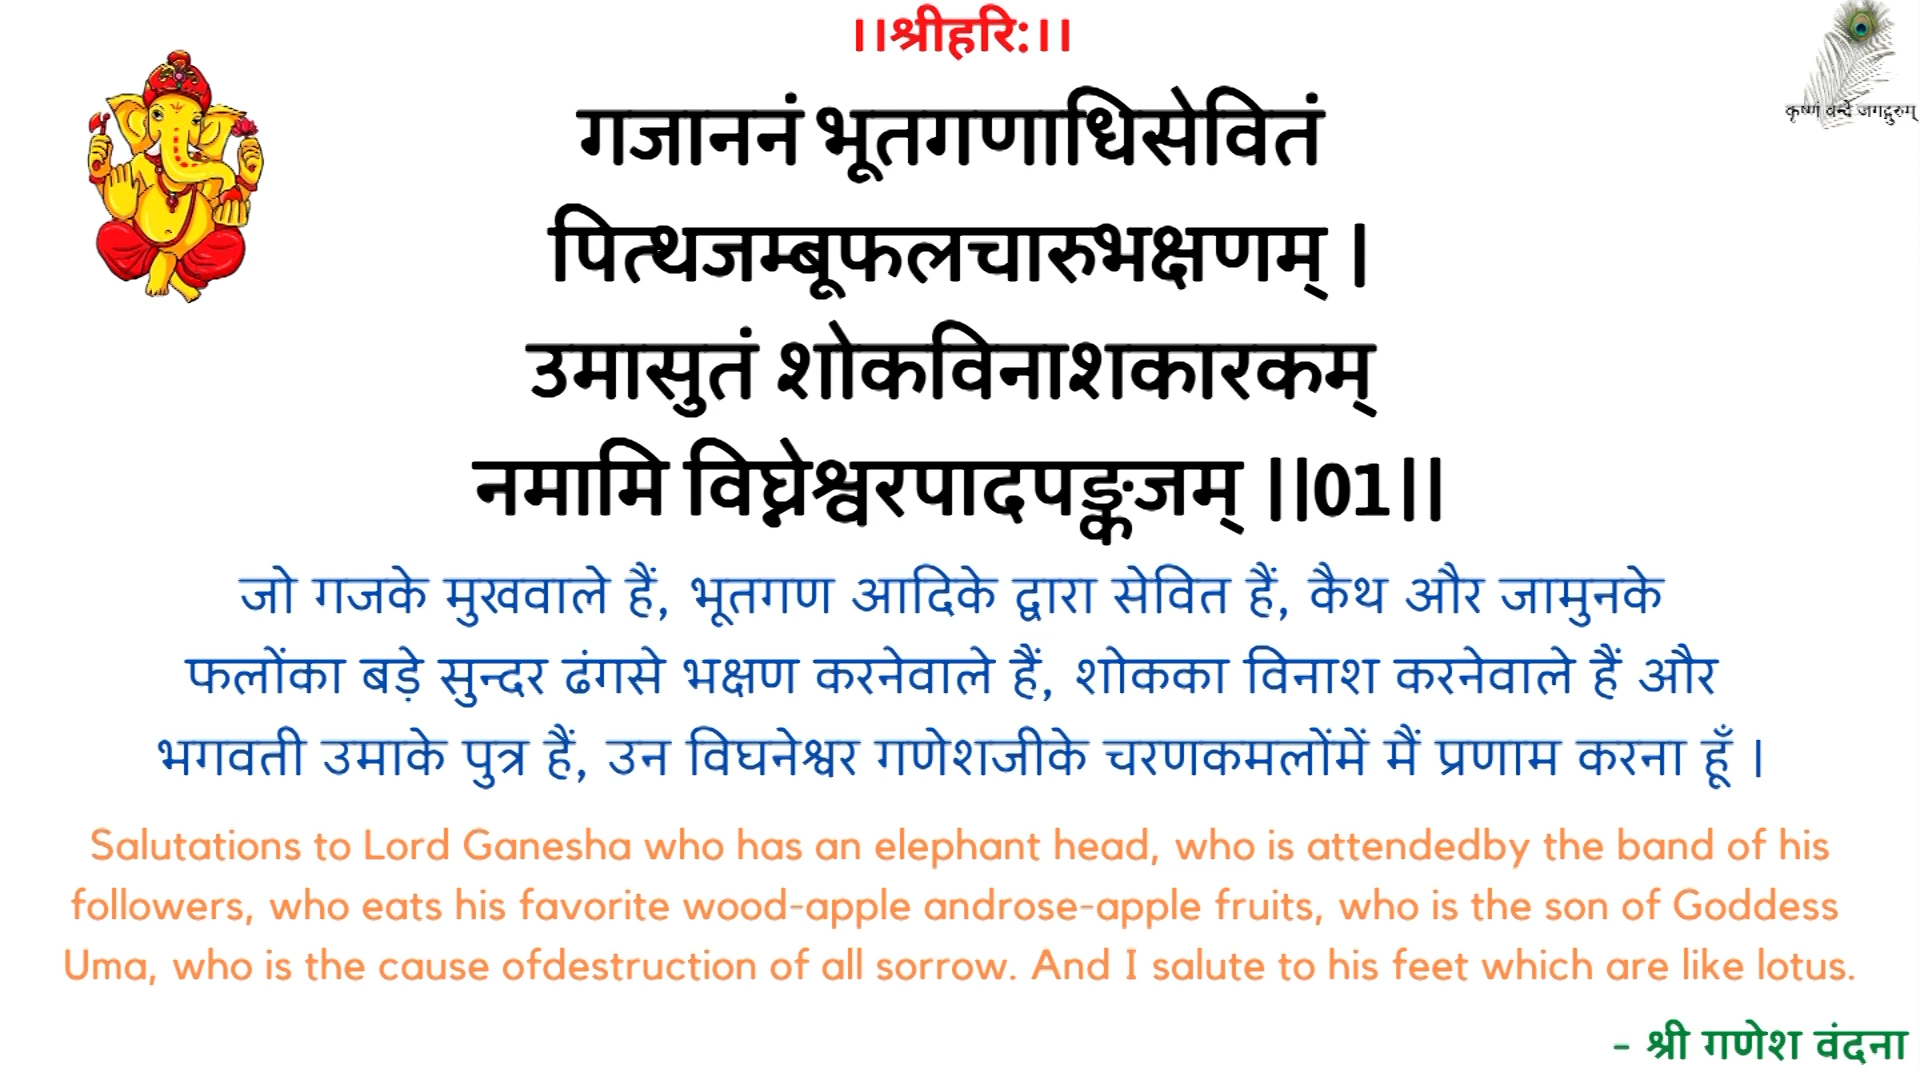 ।।श्रीहरि:।।
कृष्णं वन्दे जगद्गुरुम्
गजाननं भूतगणाधिसेवितं
पित्थजम्बूफलचारुभक्षणम् |
उमासुतं शोकविनाशकारकम्
नमामि विघ्नेश्वरपादपङ्कजम् ||01||
जो गजके मुखवाले हैं, भूतगण आदिके द्वारा सेवित हैं, कैथ और जामुनके
फलोंका बड़े सुन्दर ढंगसे भक्षण करनेवाले हैं, शोकका विनाश करनेवाले हैं और
भगवती उमाके पुत्र हैं, उन विघनेश्वर गणेशजीके चरणकमलोंमें मैं प्रणाम करना हूँ |
Salutations to Lord Ganesha who has an elephant head, who is attendedby the band of his
followers, who eats his favorite wood-apple androse-apple fruits, who is the son of Goddess
Uma, who is the cause ofdestruction of all sorrow. And I salute to his feet which are like lotus.
- श्री गणेश वंदना